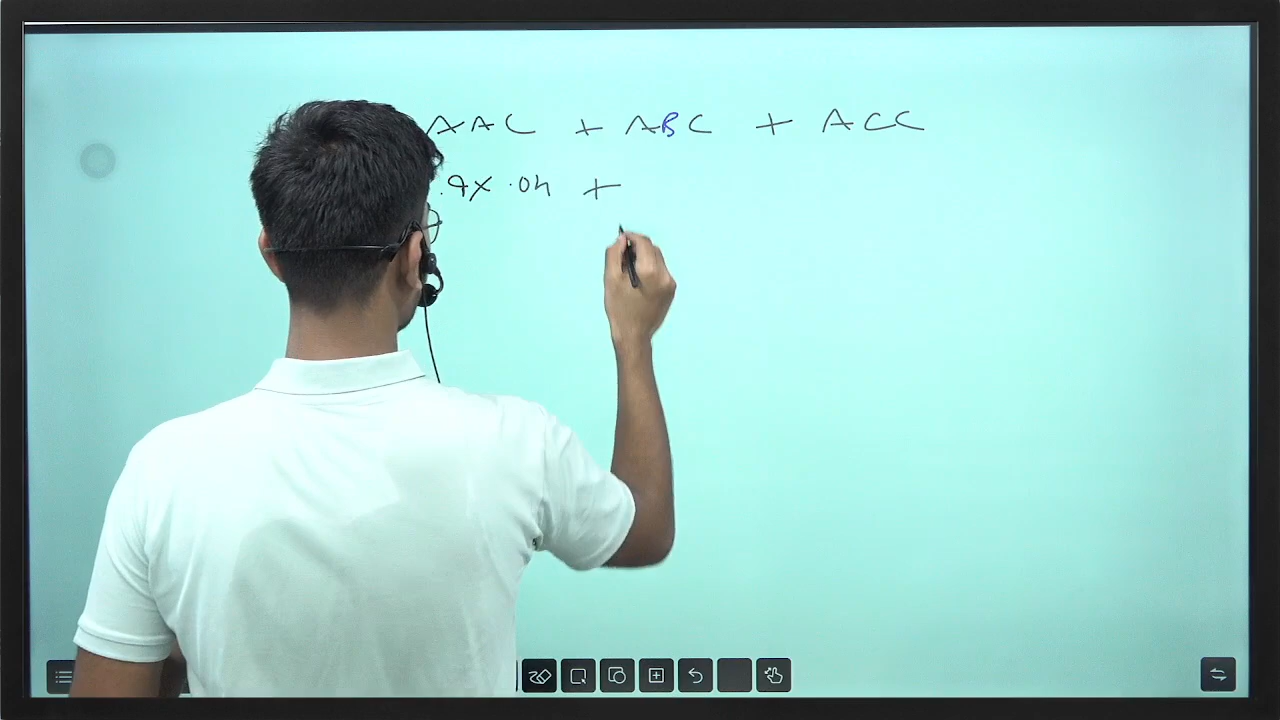 AAC + ABC + ACC
.9X .04 +